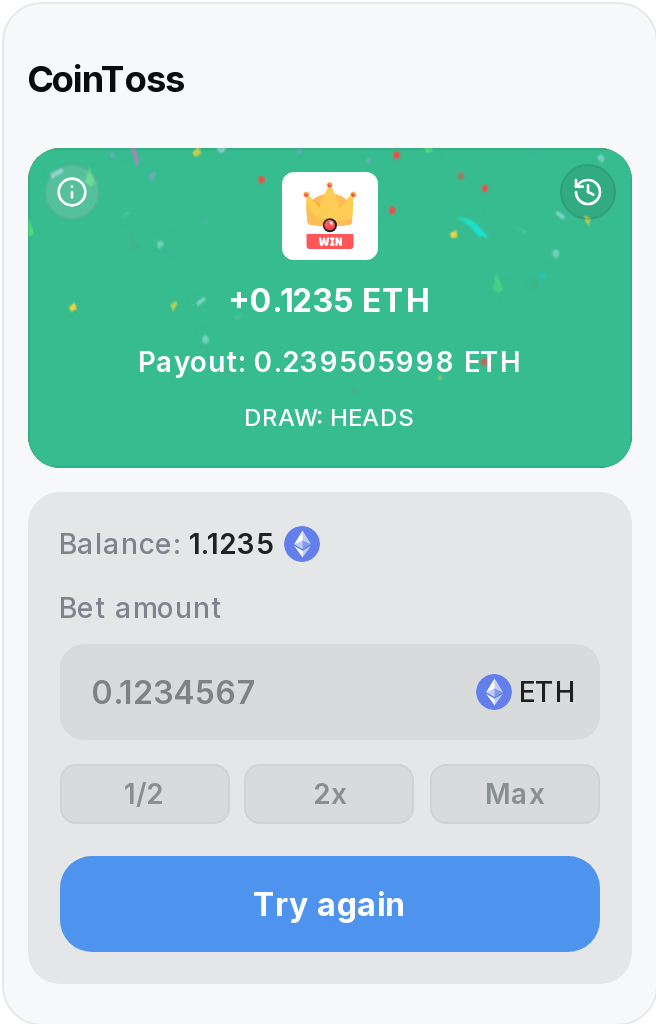 CoinToss
WIN
+0.1235 ETH
Payout: 0.239505998 ETH
DRAW: HEADS
Balance: 1.1235
Bet amount
0.1234567 ETH
1/2 2x Max
Try again